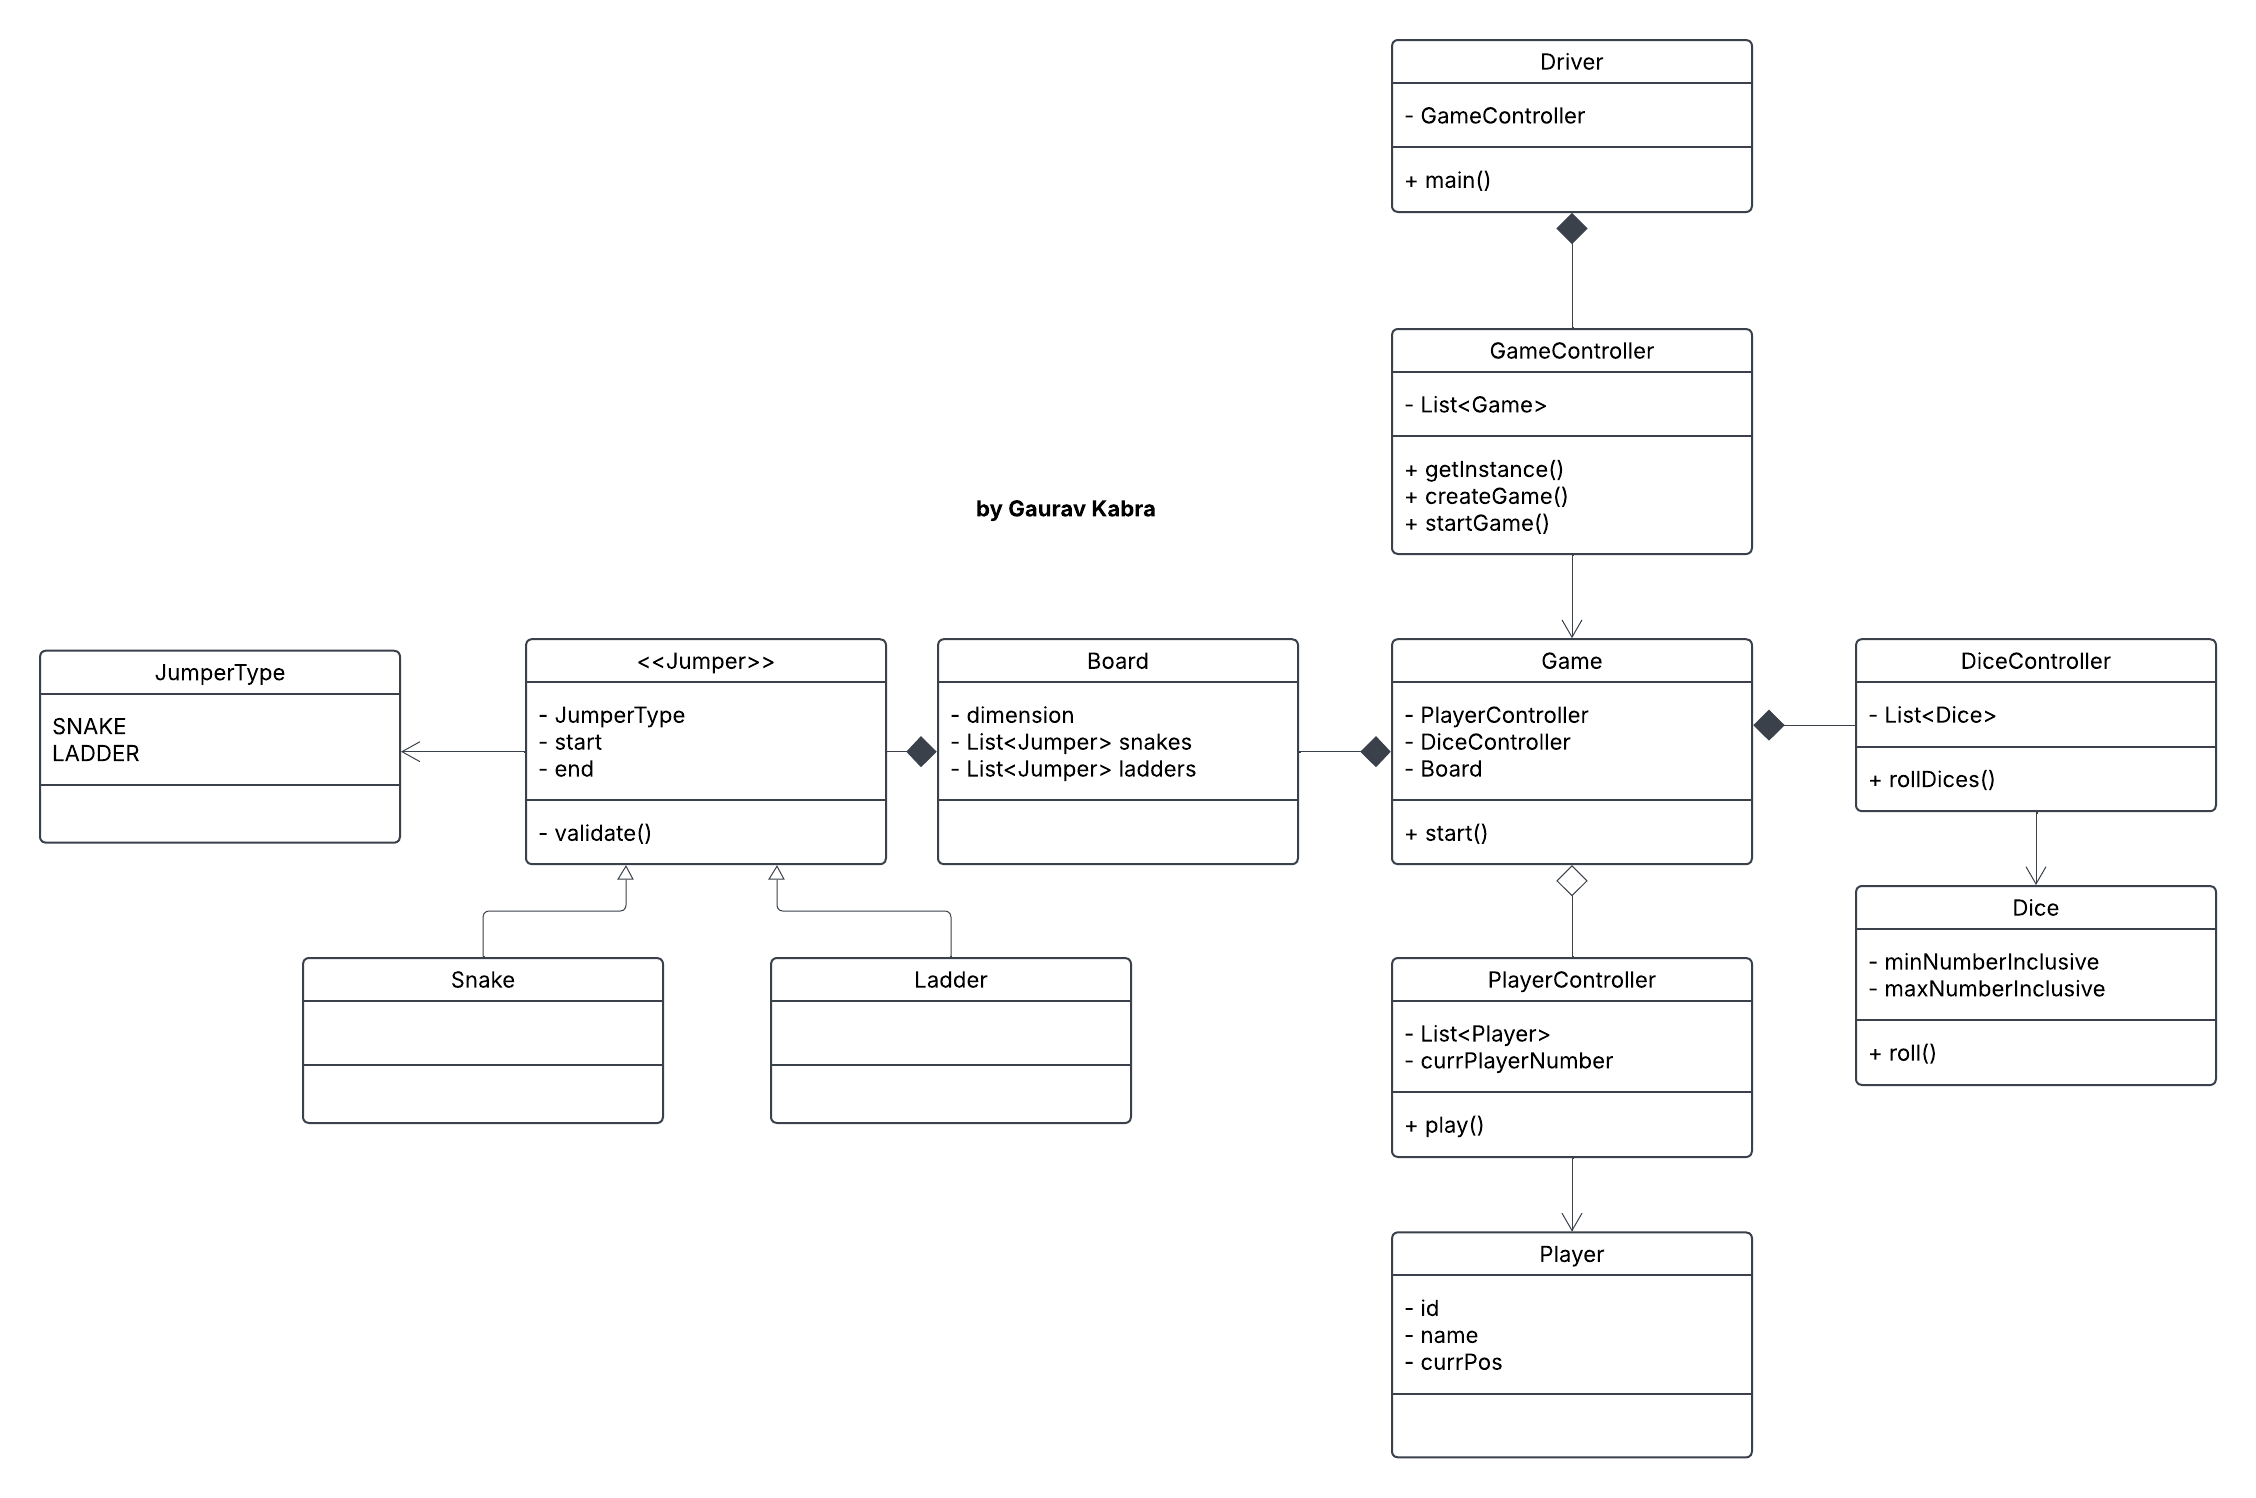 Driver
- GameController
+ main()
GameController
- List<Game>
+ getInstance()
+ createGame()
+ startGame()
by Gaurav Kabra
JumperType
SNAKE
LADDER
<<Jumper>>
- JumperType
- start
- end
- validate()
Board
- dimension
- List<Jumper> snakes
- List<Jumper> ladders
Game
- PlayerController
- DiceController
- Board
+ start()
DiceController
- List<Dice>
+ rollDices()
Dice
- minNumberInclusive
- maxNumberInclusive
+ roll()
Snake
Ladder
PlayerController
- List<Player>
- currPlayerNumber
+ play()
Player
- id
- name
- currPos